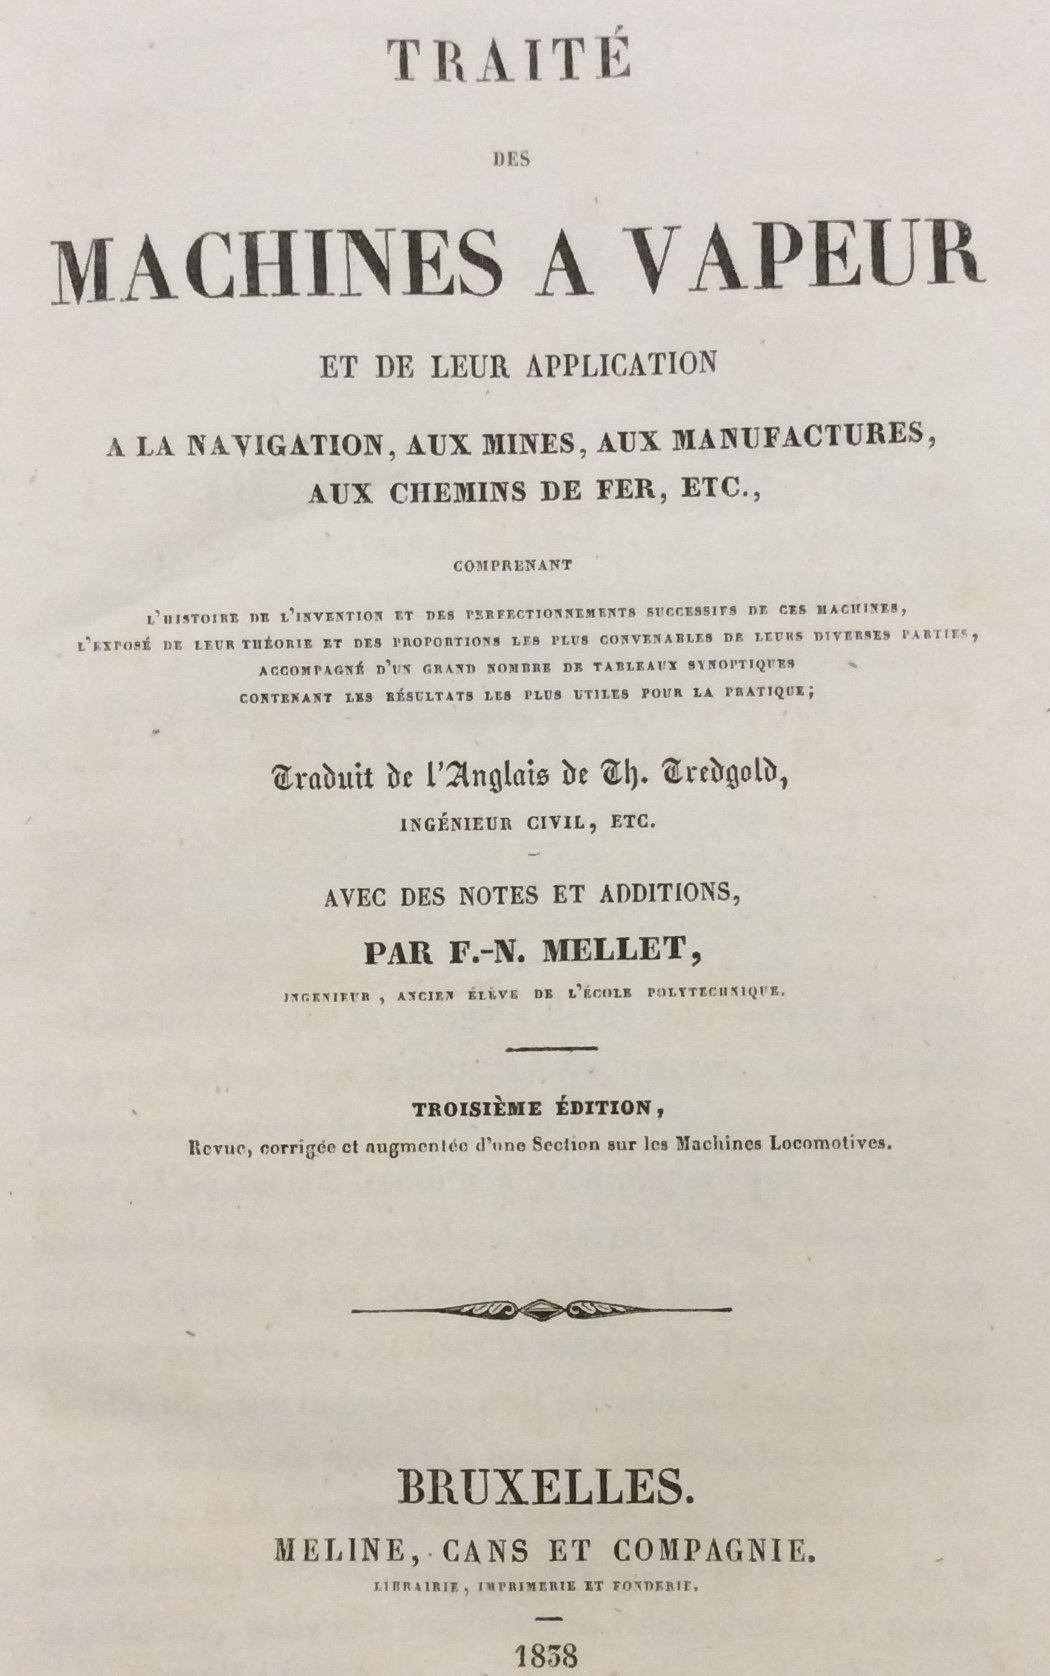 TRAITÉ
DES
MACHINES A VAPEUR
ET DE LEUR APPLICATION
A LA NAVIGATION, AUX MINES, AUX MANUFACTURES,
AUX CHEMINS DE FER, ETC.,
COMPRENANT
L'HISTOIRE DE L'INVENTION ET DES PERFECTIONNEMENTS SUCCESSIFS DE CES MACHINES,
L'EXPOSÉ DE LEUR THÉORIE ET DES PROPORTIONS LES PLUS CONVENABLES DE LEURS DIVERSES PARTIES,
ACCOMPAGNÉ D'UN GRAND NOMBRE DE TABLEAUX SYNOPTIQUES
CONTENANT LES RÉSULTATS LES PLUS UTILES POUR LA PRATIQUE;
Traduit de l'Anglais de Th. Tredgold,
INGÉNIEUR CIVIL, ETC.
AVEC DES NOTES ET ADDITIONS,
PAR F.-N. MELLET,
INGENIEUR, ANCIEN ÉLÈVE DE L'ÉCOLE POLYTECHNIQUE.
TROISIÈME ÉDITION,
Revue, corrigée et augmentée d'une Section sur les Machines Locomotives.
BRUXELLES.
MELINE, CANS ET COMPAGNIE.
LIBRAIRIE, IMPRIMERIE ET FONDERIE.
1838